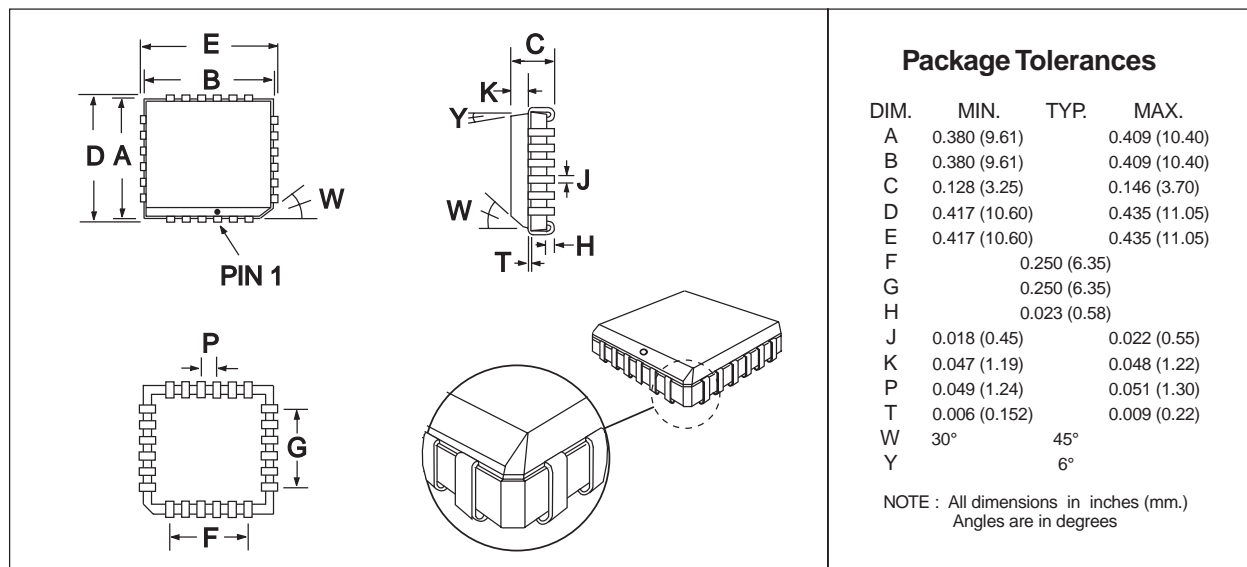 E
B
D A
W
PIN 1
C
K
Y
J
W
H
T
P
G
F
Package Tolerances
DIM. MIN. TYP. MAX.
A 0.380 (9.61) 0.409 (10.40)
B 0.380 (9.61) 0.409 (10.40)
C 0.128 (3.25) 0.146 (3.70)
D 0.417 (10.60) 0.435 (11.05)
E 0.417 (10.60) 0.435 (11.05)
F 0.250 (6.35)
G 0.250 (6.35)
H 0.023 (0.58)
J 0.018 (0.45) 0.022 (0.55)
K 0.047 (1.19) 0.048 (1.22)
P 0.049 (1.24) 0.051 (1.30)
T 0.006 (0.152) 0.009 (0.22)
W 30° 45°
Y 6°
NOTE : All dimensions in inches (mm.)
Angles are in degrees